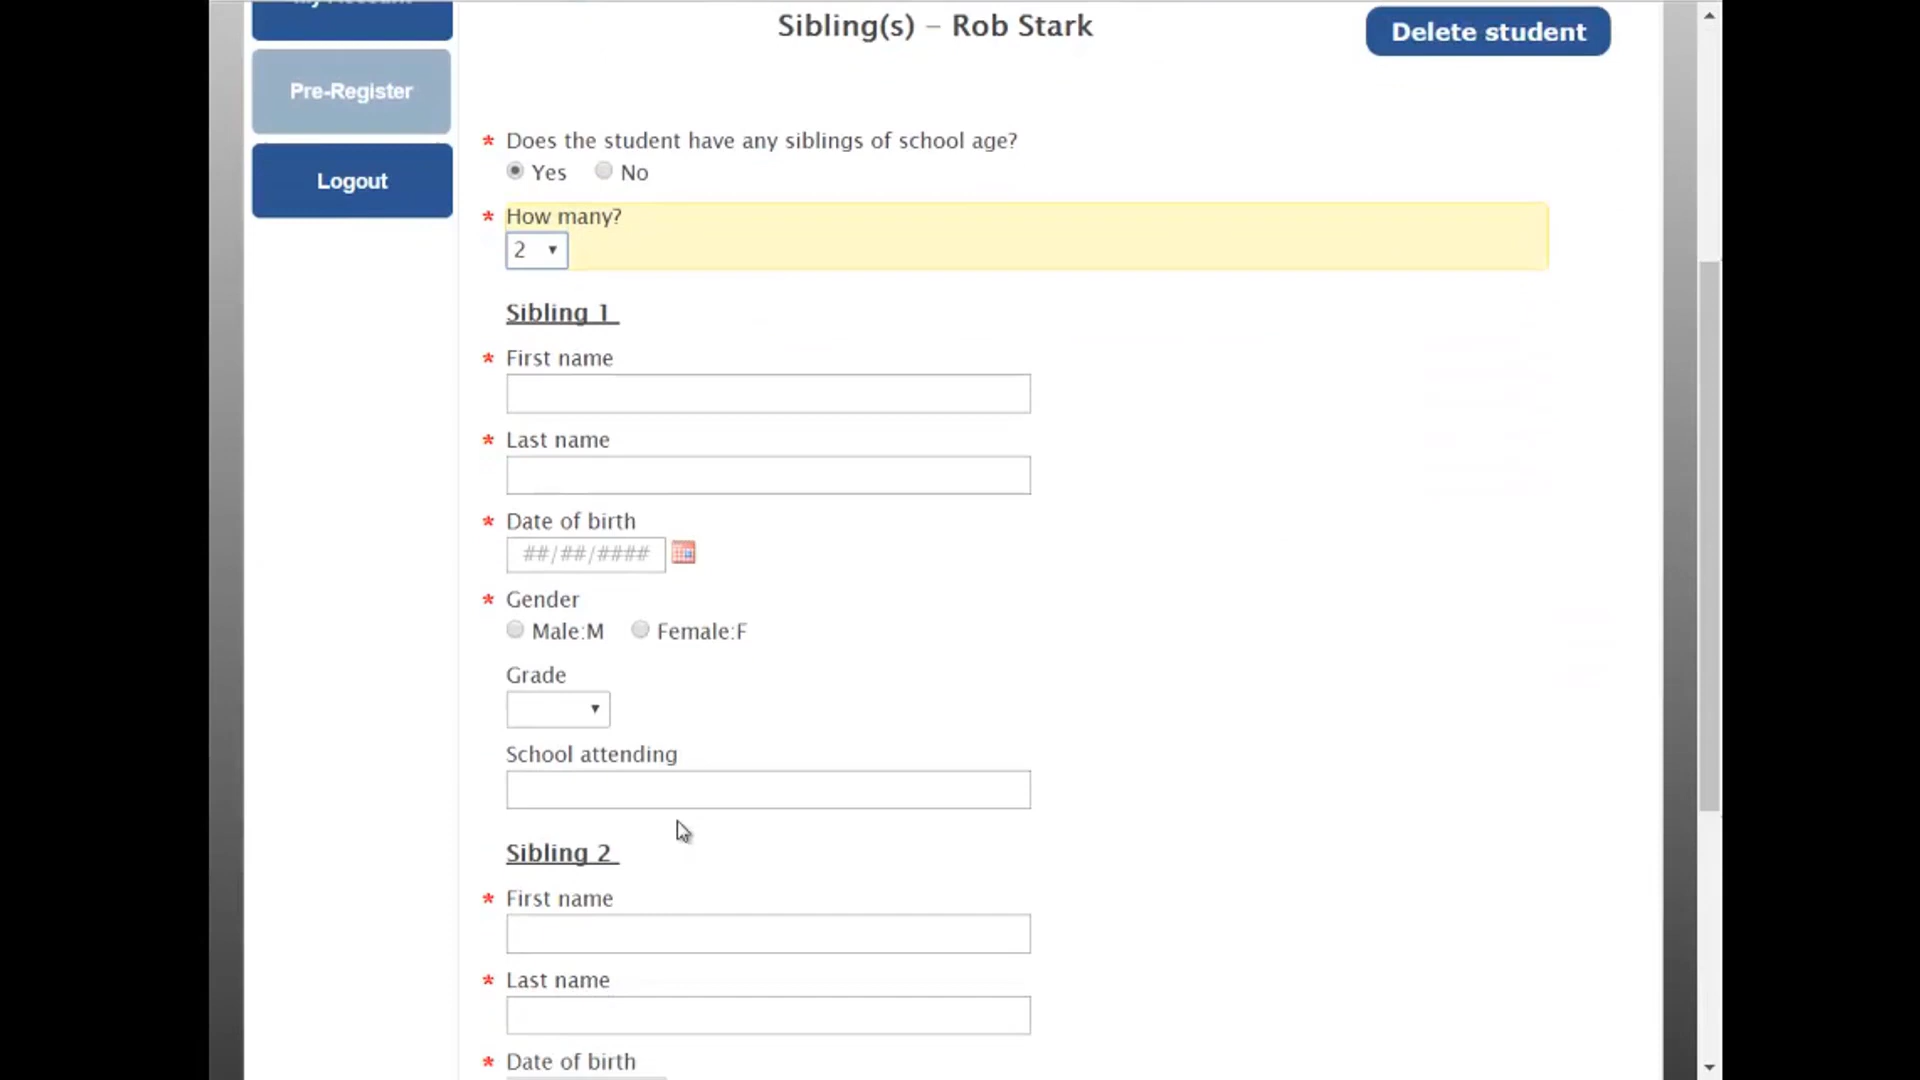 My Account
Sibling(s) – Rob Stark
Delete student
Pre-Register
Logout
* Does the student have any siblings of school age?
Yes No
* How many?
2
Sibling 1
* First name
* Last name
* Date of birth
##/##/####
* Gender
Male:M Female:F
Grade
School attending
Sibling 2
* First name
* Last name
* Date of birth